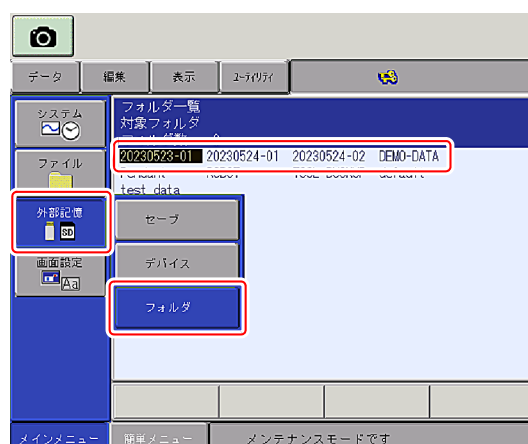 データ 編集 表示 ユーティリティ
システム
ファイル
外部記憶
SD
画面設定
Aa
フォルダ一覧
対象フォルダ
20230523-01 20230524-01 20230524-02 DEMO-DATA
test data
セーブ
デバイス
フォルダ
メインメニュー 簡単メニュー メンテナンスモードです